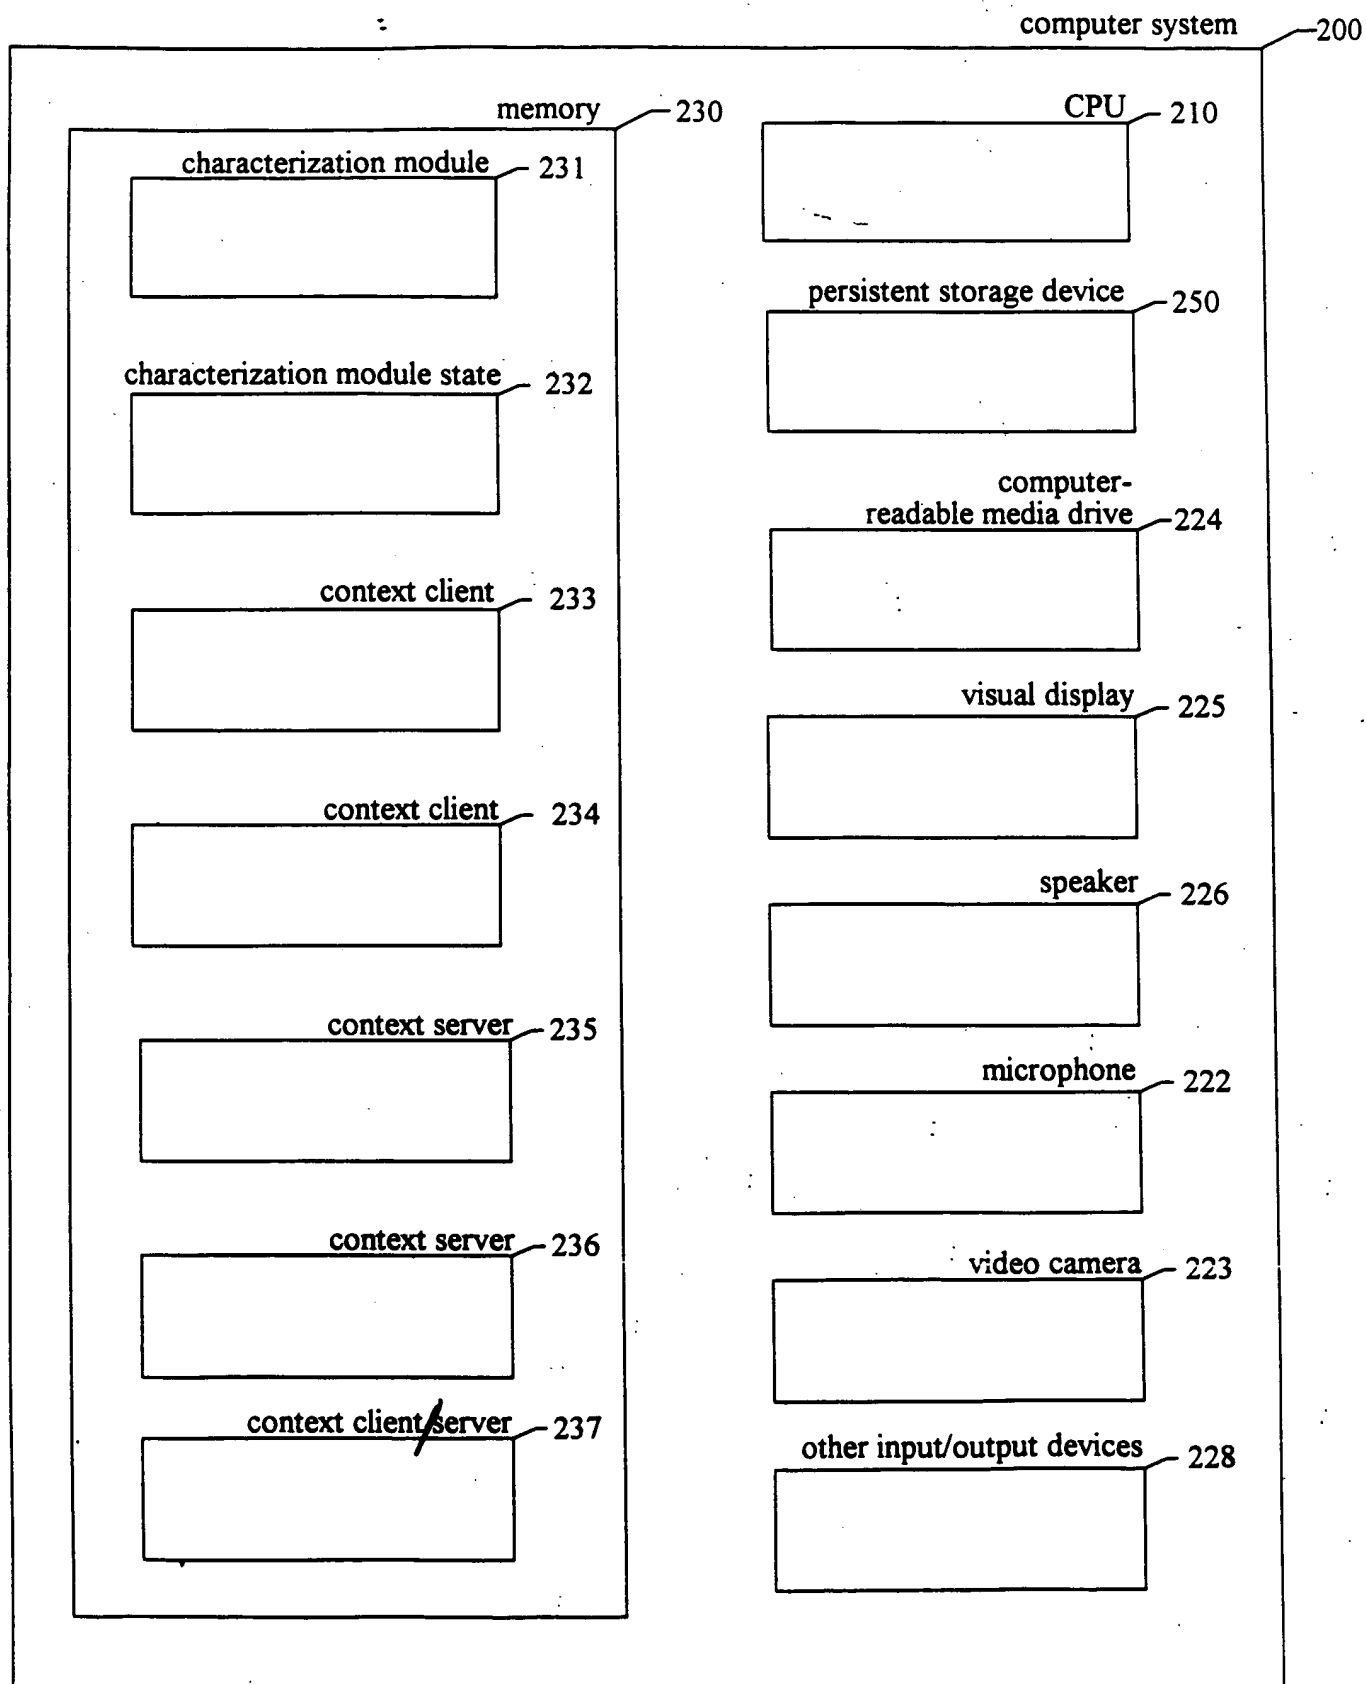 computer system 200
memory 230
characterization module 231
characterization module state 232
context client 233
context client 234
context server 235
context server 236
context client/server 237
CPU 210
persistent storage device 250
computer-
readable media drive 224
visual display 225
speaker 226
microphone 222
video camera 223
other input/output devices 228